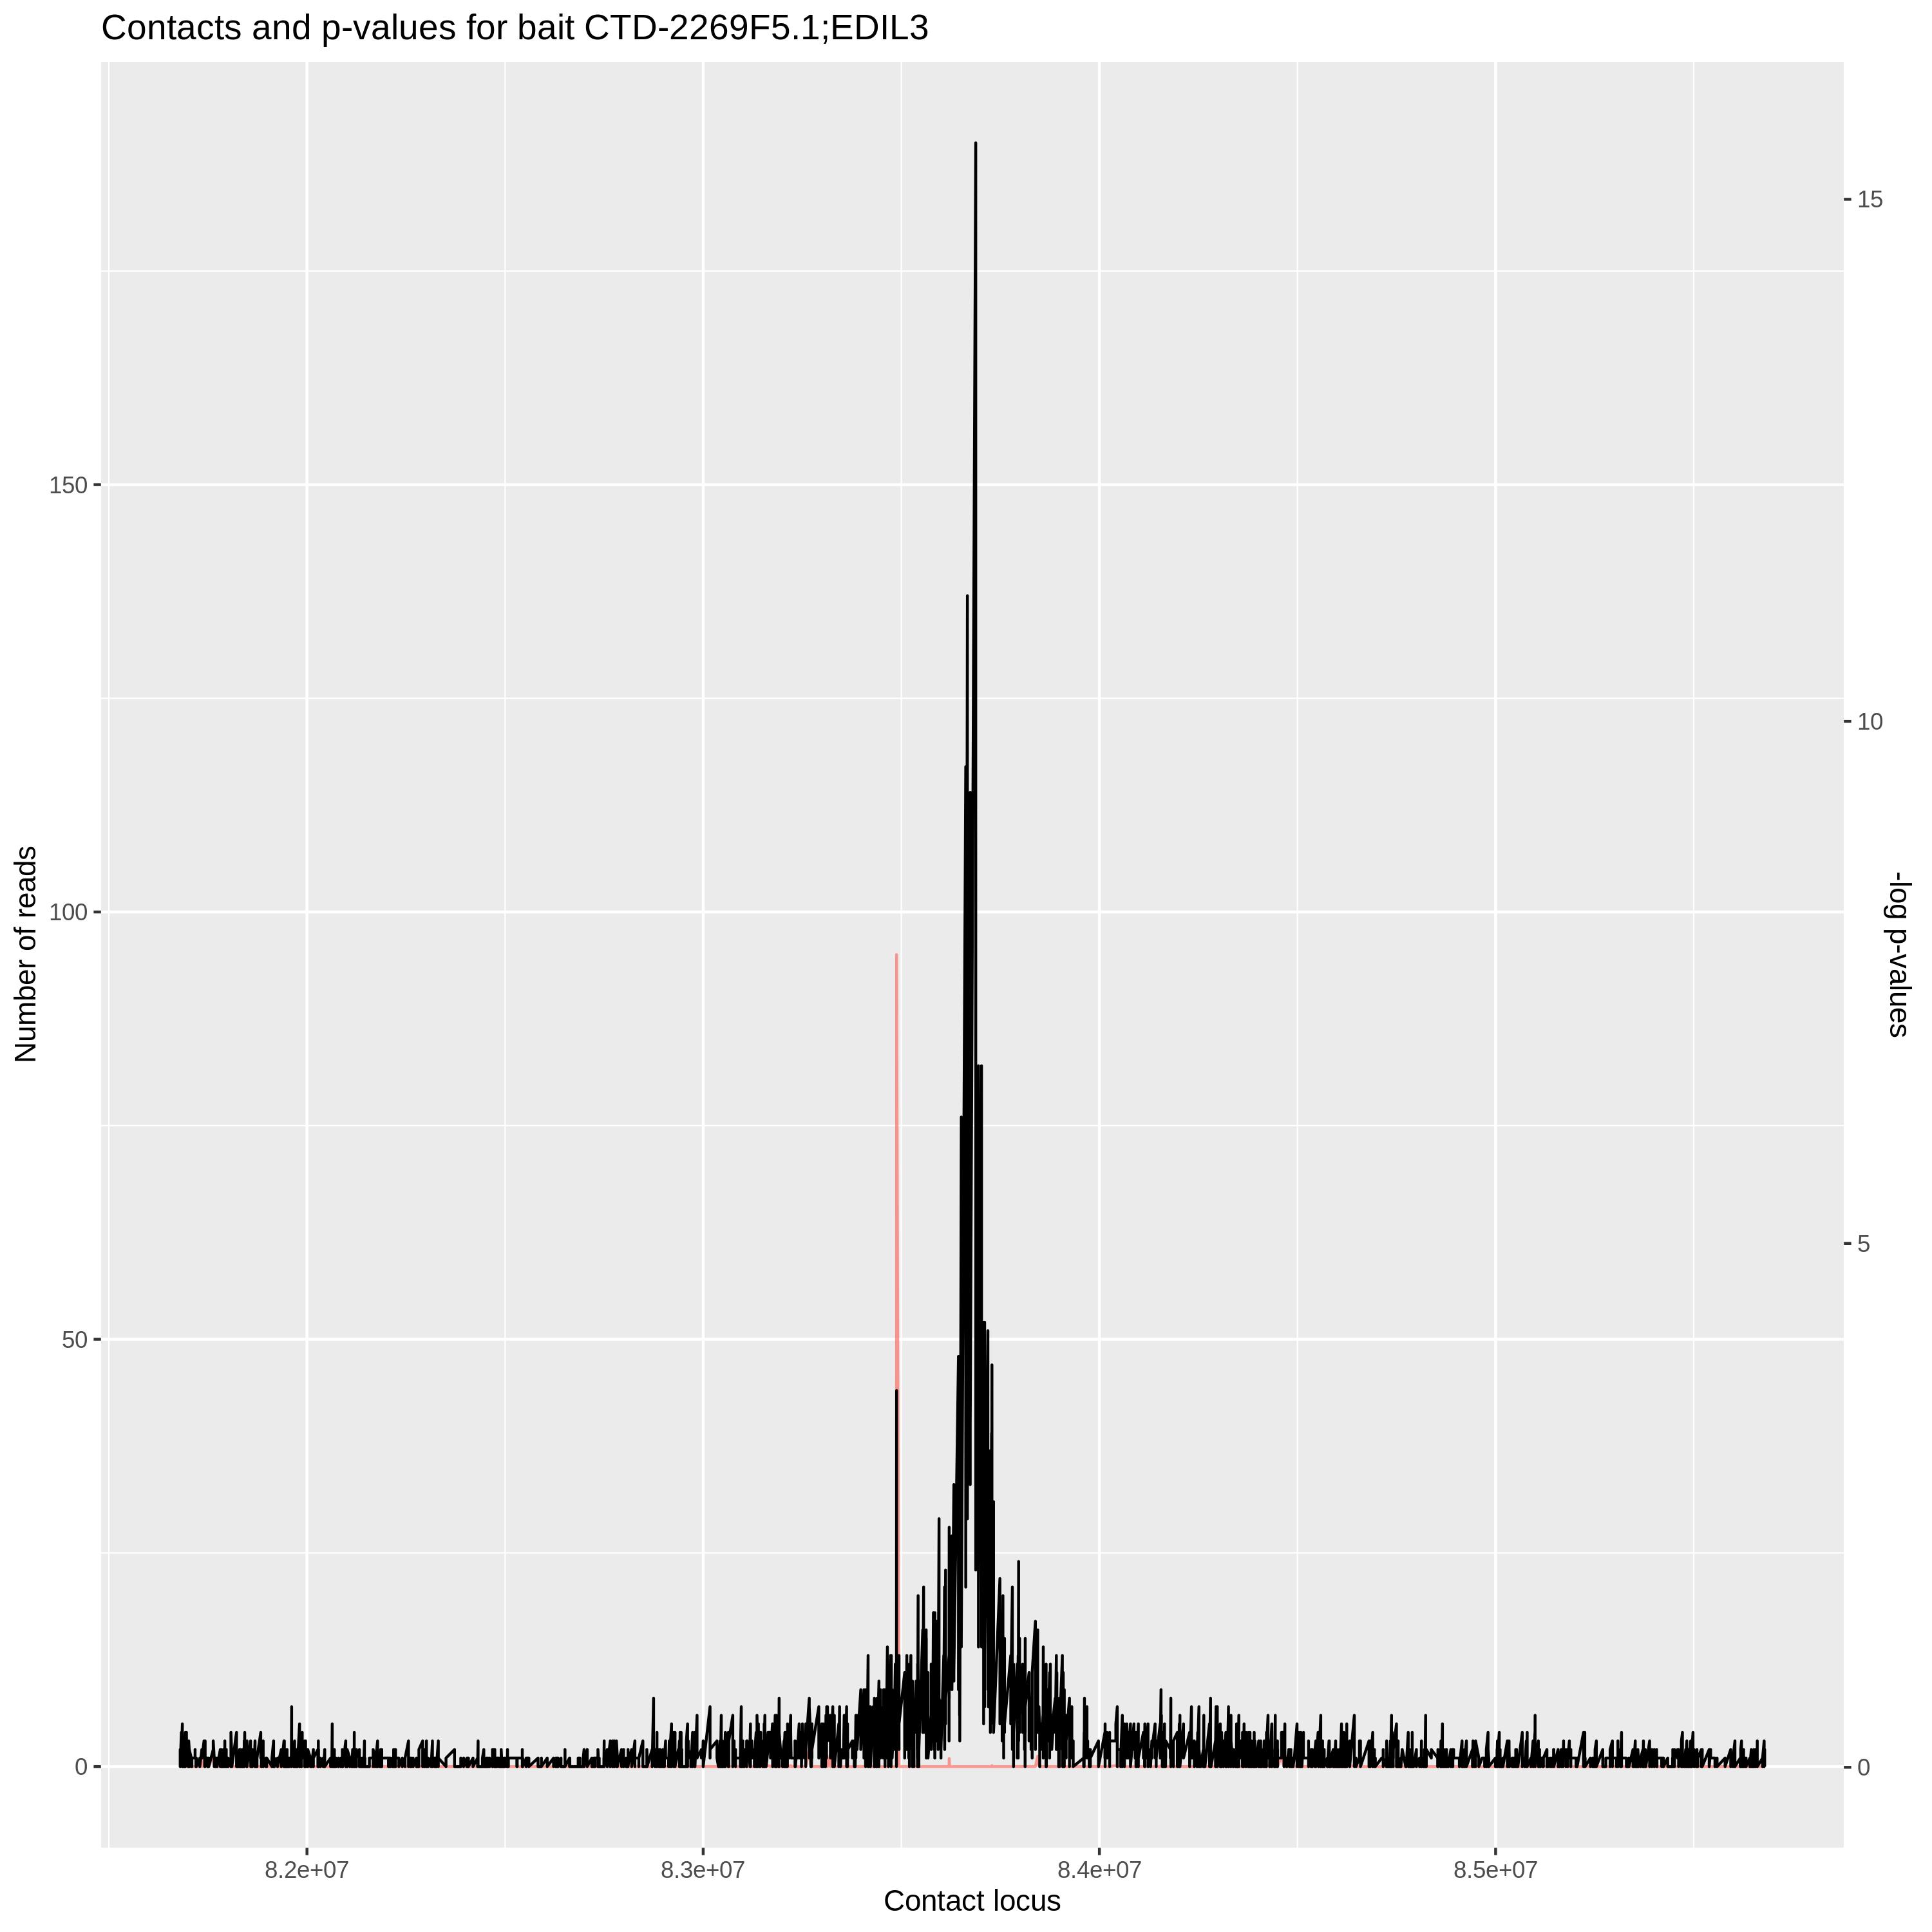 Contacts and p-values for bait CTD-2269F5.1;EDIL3
Number of reads
150
100
50
0
15
10
5
0
-log p-values
8.2e+07
8.3e+07
8.4e+07
8.5e+07
Contact locus